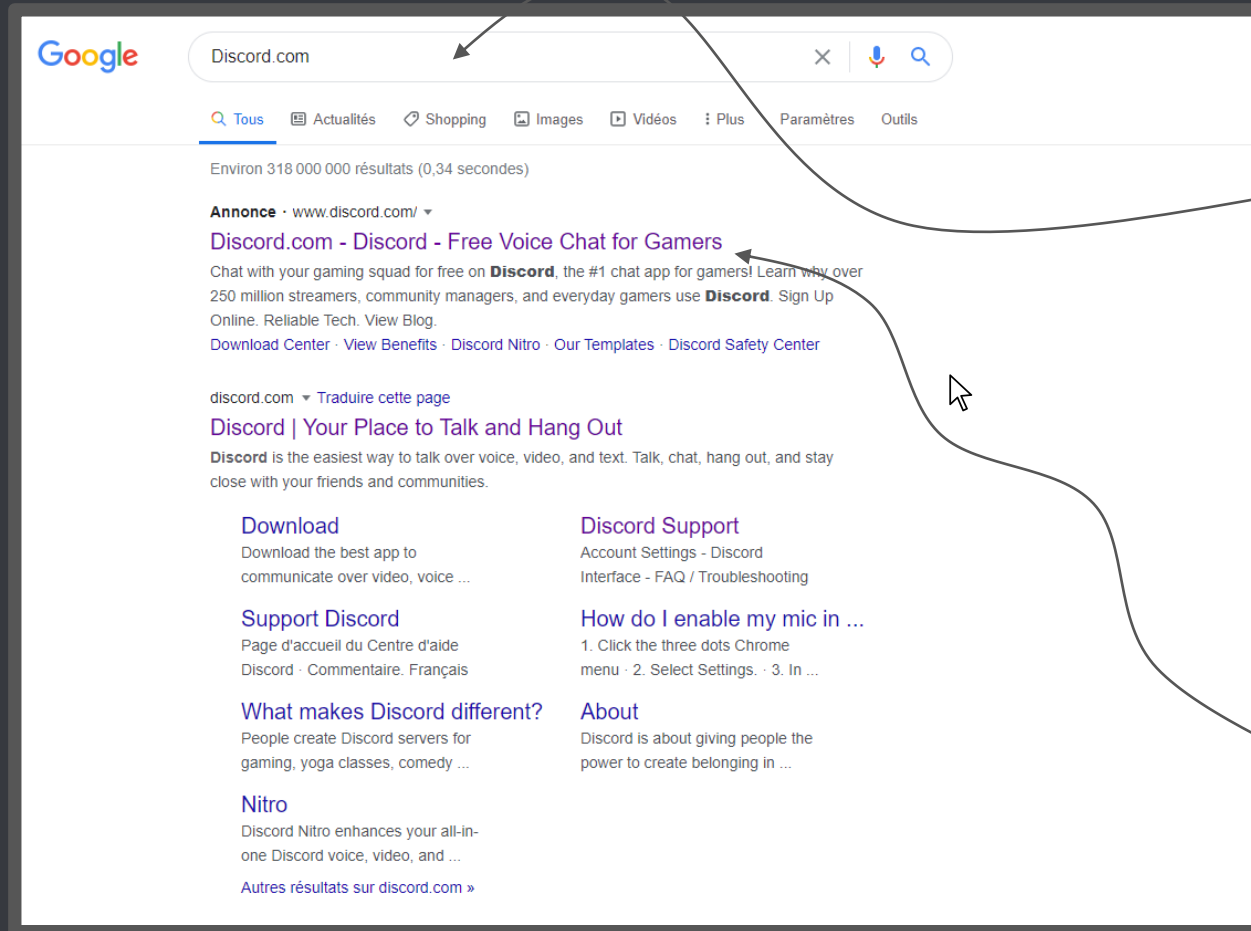 Google
Discord.com
Tous Actualités Shopping Images Vidéos Plus Paramètres Outils
Environ 318 000 000 résultats (0,34 secondes)
Annonce · www.discord.com/
Discord.com - Discord - Free Voice Chat for Gamers
Chat with your gaming squad for free on Discord, the #1 chat app for gamers! Learn why over
250 million streamers, community managers, and everyday gamers use Discord. Sign Up
Online. Reliable Tech. View Blog.
Download Center · View Benefits · Discord Nitro · Our Templates · Discord Safety Center
discord.com Traduire cette page
Discord | Your Place to Talk and Hang Out
Discord is the easiest way to talk over voice, video, and text. Talk, chat, hang out, and stay
close with your friends and communities.
Download
Download the best app to
communicate over video, voice ...
Discord Support
Account Settings - Discord
Interface - FAQ / Troubleshooting
Support Discord
Page d'accueil du Centre d'aide
Discord · Commentaire. Français
How do I enable my mic in ...
1. Click the three dots Chrome
menu · 2. Select Settings. · 3. In ...
What makes Discord different?
People create Discord servers for
gaming, yoga classes, comedy ...
About
Discord is about giving people the
power to create belonging in ...
Nitro
Discord Nitro enhances your all-in-
one Discord voice, video, and ...
Autres résultats sur discord.com »